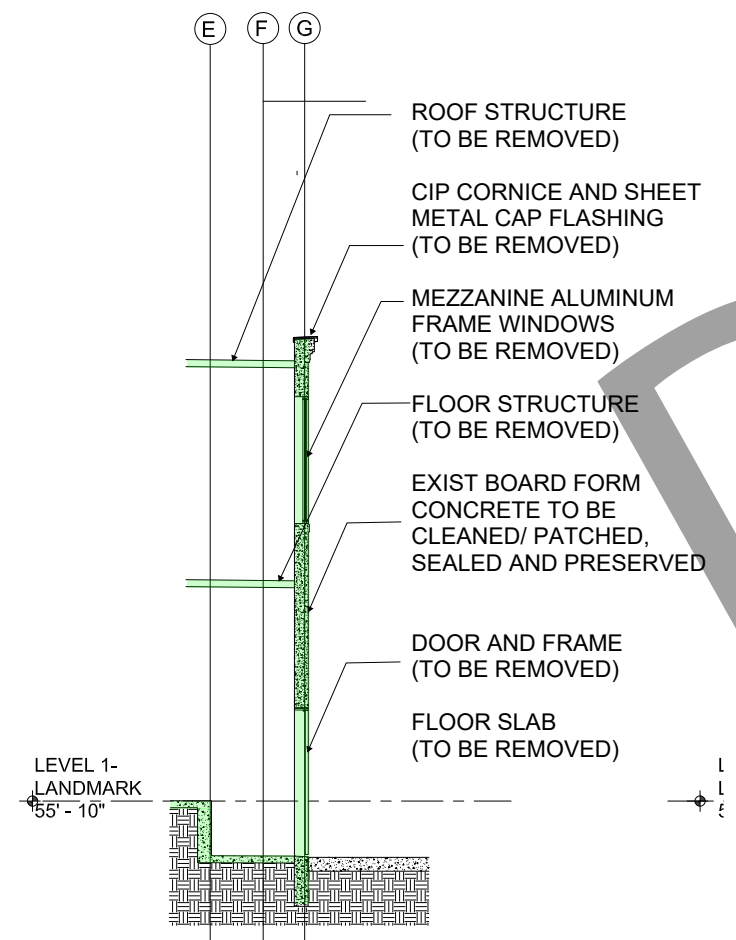 E F G
ROOF STRUCTURE
(TO BE REMOVED)
CIP CORNICE AND SHEET
METAL CAP FLASHING
(TO BE REMOVED)
MEZZANINE ALUMINUM
FRAME WINDOWS
(TO BE REMOVED)
FLOOR STRUCTURE
(TO BE REMOVED)
EXIST BOARD FORM
CONCRETE TO BE
CLEANED/ PATCHED,
SEALED AND PRESERVED
DOOR AND FRAME
(TO BE REMOVED)
FLOOR SLAB
(TO BE REMOVED)
LEVEL 1-
LANDMARK
55' - 10"